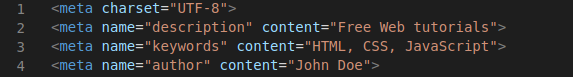 1 <meta charset="UTF-8">
2 <meta name="description" content="Free Web tutorials">
3 <meta name="keywords" content="HTML, CSS, JavaScript">
4 <meta name="author" content="John Doe">